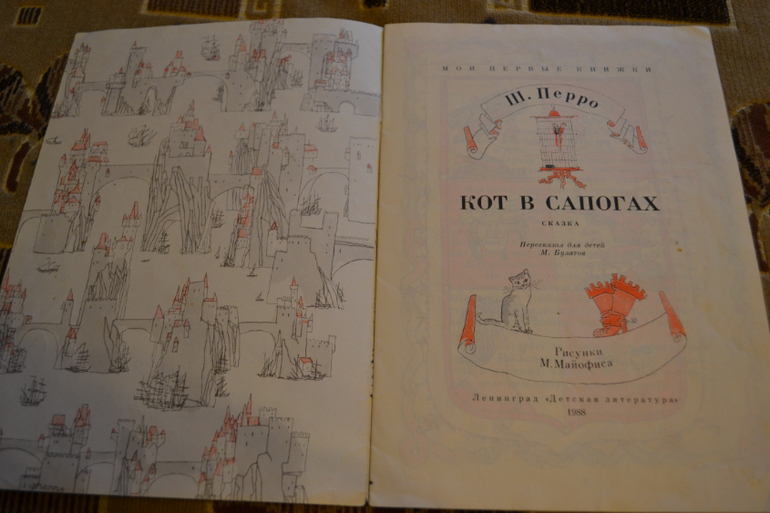 МОИ ПЕРВЫЕ КНИЖКИ
Ш. Перро
КОТ В САПОГАХ
СКАЗКА
Пересказал для детей
М. Булатов
Рисунки
М. Майофиса
Ленинград «Детская литература»
1988